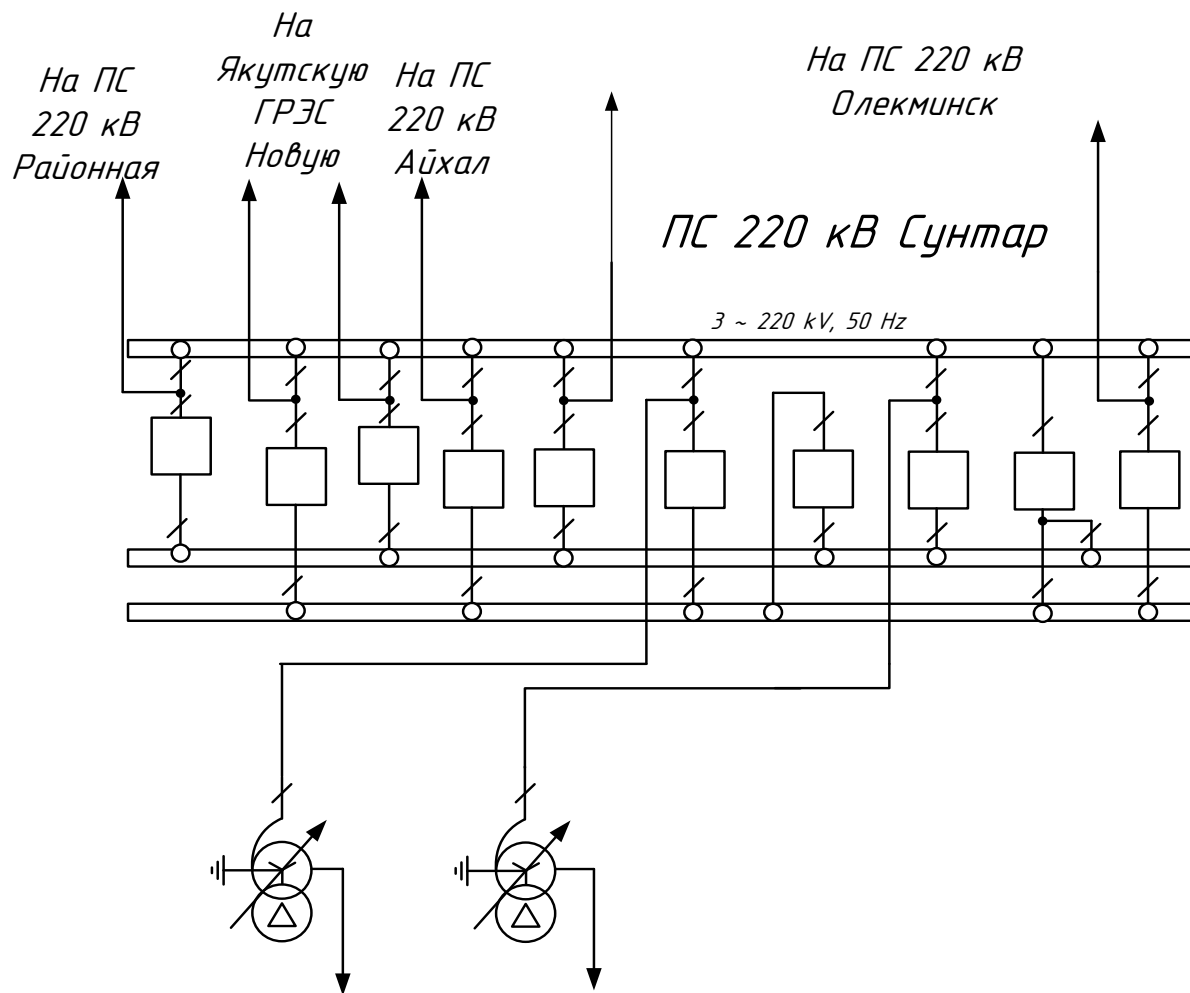 На ПС
220 кВ
Районная
На
Якутскую
ГРЭС
Новую
На ПС
220 кВ
Айхал
На ПС 220 кВ
Олекминск
ПС 220 кВ Сунтар
3 ~ 220 kV, 50 Hz